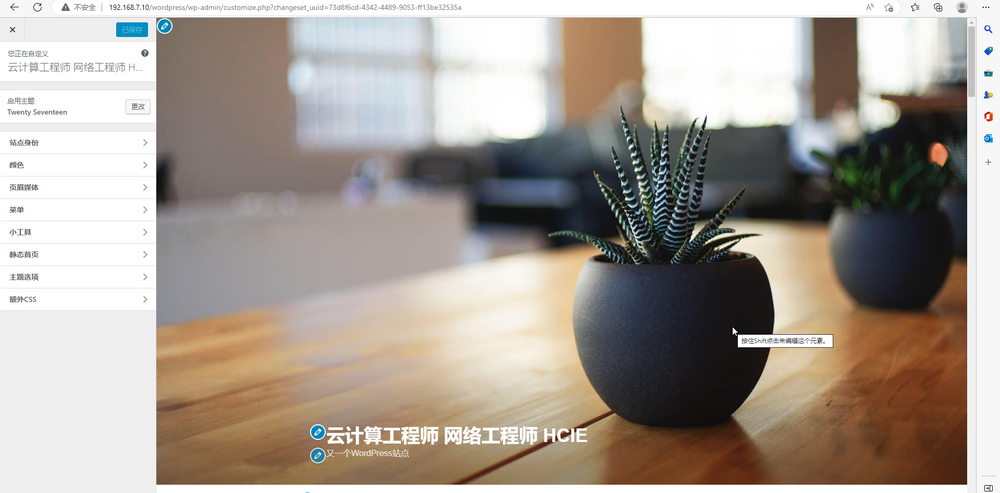 不安全
192.168.7.10/wordpress/wp-admin/customize.php?changeset_uuid=73d8f6cd-4342-4489-9053-ff13be32535a
已保存
您正在自定义
云计算工程师 网络工程师 H...
启用主题
Twenty Seventeen
更改
站点身份
颜色
页眉媒体
菜单
小工具
静态首页
主题选项
额外CSS
按住Shift点击来编辑这个元素。
云计算工程师 网络工程师 HCIE
又一个WordPress站点